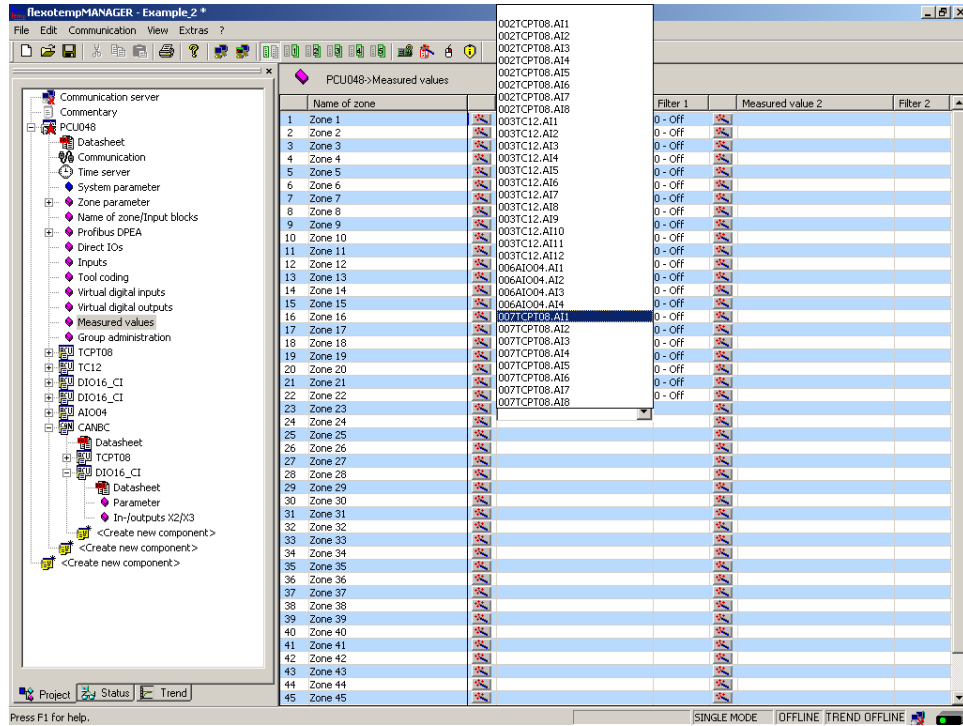 flexotempMANAGER - Example_2 *
File Edit Communication View Extras ?
PCU048->Measured values
Communication server
Commentary
PCU048
Datasheet
Communication
Time server
System parameter
Zone parameter
Name of zone/Input blocks
Profibus DPEA
Direct IOs
Inputs
Tool coding
Virtual digital inputs
Virtual digital outputs
Measured values
Group administration
TCPT08
TC12
DIO16_CI
DIO16_CI
AIO04
CANBC
Datasheet
TCPT08
DIO16_CI
Datasheet
Parameter
In-/outputs X2/X3
<Create new component>
<Create new component>
<Create new component>
Project Status Trend
Name of zone Filter 1 Measured value 2 Filter 2
1 Zone 1 0 - Off
2 Zone 2 0 - Off
3 Zone 3 0 - Off
4 Zone 4 0 - Off
5 Zone 5 0 - Off
6 Zone 6 0 - Off
7 Zone 7 0 - Off
8 Zone 8 0 - Off
9 Zone 9 0 - Off
10 Zone 10 0 - Off
11 Zone 11 0 - Off
12 Zone 12 0 - Off
13 Zone 13 0 - Off
14 Zone 14 0 - Off
15 Zone 15 0 - Off
16 Zone 16 0 - Off
17 Zone 17 0 - Off
18 Zone 18 0 - Off
19 Zone 19 0 - Off
20 Zone 20 0 - Off
21 Zone 21 0 - Off
22 Zone 22 0 - Off
23 Zone 23
24 Zone 24
25 Zone 25
26 Zone 26
27 Zone 27
28 Zone 28
29 Zone 29
30 Zone 30
31 Zone 31
32 Zone 32
33 Zone 33
34 Zone 34
35 Zone 35
36 Zone 36
37 Zone 37
38 Zone 38
39 Zone 39
40 Zone 40
41 Zone 41
42 Zone 42
43 Zone 43
44 Zone 44
45 Zone 45
002TCPT08.AI1
002TCPT08.AI2
002TCPT08.AI3
002TCPT08.AI4
002TCPT08.AI5
002TCPT08.AI6
002TCPT08.AI7
002TCPT08.AI8
003TC12.AI1
003TC12.AI2
003TC12.AI3
003TC12.AI4
003TC12.AI5
003TC12.AI6
003TC12.AI7
003TC12.AI8
003TC12.AI9
003TC12.AI10
003TC12.AI11
003TC12.AI12
006AIO04.AI1
006AIO04.AI2
006AIO04.AI3
006AIO04.AI4
007TCPT08.AI1
007TCPT08.AI2
007TCPT08.AI3
007TCPT08.AI4
007TCPT08.AI5
007TCPT08.AI6
007TCPT08.AI7
007TCPT08.AI8
Press F1 for help.
SINGLE MODE OFFLINE TREND OFFLINE